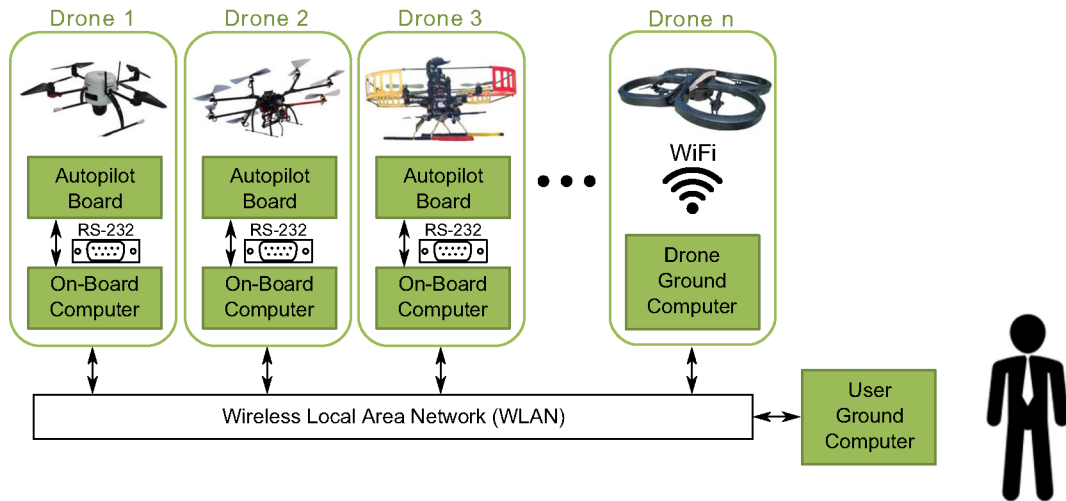 Drone 1
Drone 2
Drone 3
Drone n
Autopilot
Board
RS-232
On-Board
Computer
Autopilot
Board
RS-232
On-Board
Computer
Autopilot
Board
RS-232
On-Board
Computer
WiFi
Drone
Ground
Computer
Wireless Local Area Network (WLAN)
User
Ground
Computer